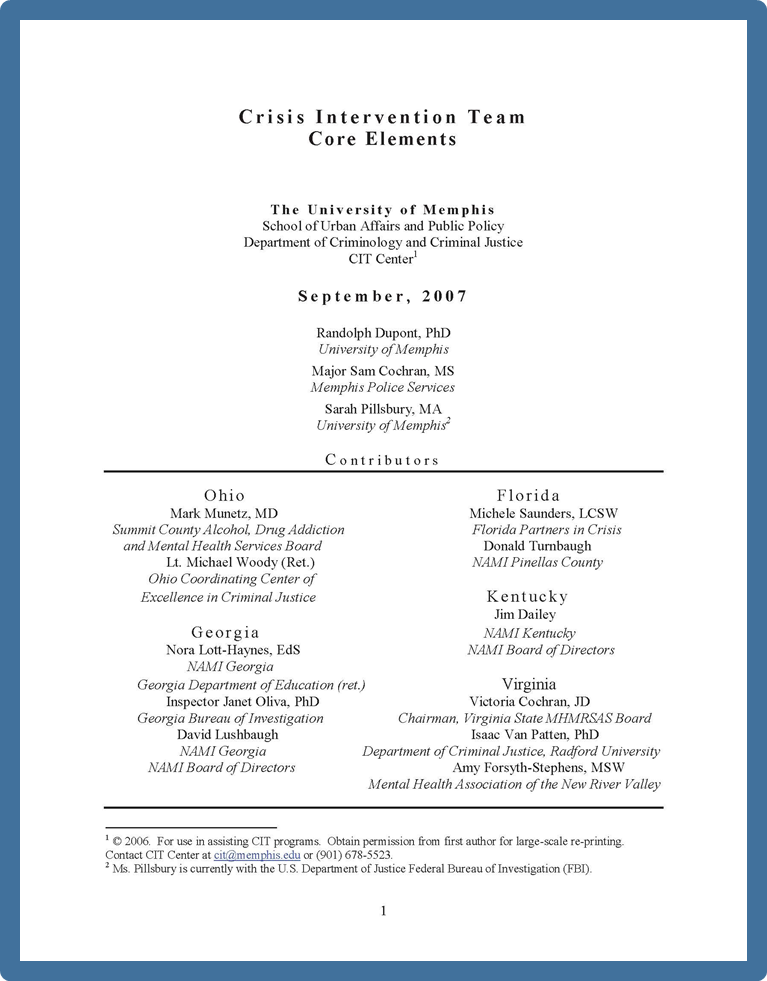 Crisis Intervention Team
Core Elements
The University of Memphis
School of Urban Affairs and Public Policy
Department of Criminology and Criminal Justice
CIT Center1
September, 2007
Randolph Dupont, PhD
University of Memphis
Major Sam Cochran, MS
Memphis Police Services
Sarah Pillsbury, MA
University of Memphis2
Contributors
Ohio
Mark Munetz, MD
Summit County Alcohol, Drug Addiction
and Mental Health Services Board
Lt. Michael Woody (Ret.)
Ohio Coordinating Center of
Excellence in Criminal Justice
Georgia
Nora Lott-Haynes, EdS
NAMI Georgia
Georgia Department of Education (ret.)
Inspector Janet Oliva, PhD
Georgia Bureau of Investigation
David Lushbaugh
NAMI Georgia
NAMI Board of Directors
Florida
Michele Saunders, LCSW
Florida Partners in Crisis
Donald Turnbaugh
NAMI Pinellas County
Kentucky
Jim Dailey
NAMI Kentucky
NAMI Board of Directors
Virginia
Victoria Cochran, JD
Chairman, Virginia State MHMRSAS Board
Isaac Van Patten, PhD
Department of Criminal Justice, Radford University
Amy Forsyth-Stephens, MSW
Mental Health Association of the New River Valley
1 © 2006. For use in assisting CIT programs. Obtain permission from first author for large-scale re-printing.
Contact CIT Center at cit@memphis.edu or (901) 678-5523.
2 Ms. Pillsbury is currently with the U.S. Department of Justice Federal Bureau of Investigation (FBI).
1